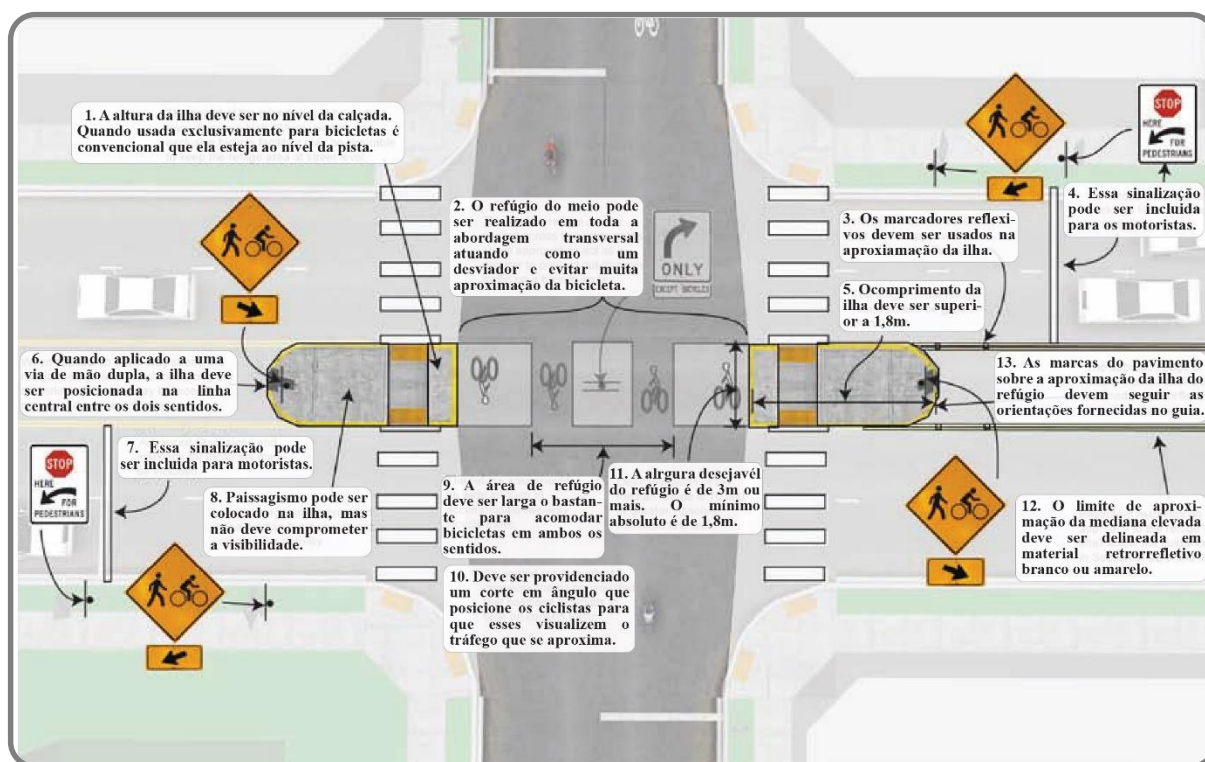 1. A altura da ilha deve ser no nível da calçada.
Quando usada exclusivamente para bicicletas é
convencional que ela esteja ao nível da pista.
2. O refúgio do meio pode
ser realizado em toda a
abordagem transversal
atuando como um
desviador e evitar muita
aproximação da bicicleta.
ONLY
EXCEPT BICYCLES
3. Os marcadores reflexi-
vos devem ser usados na
aproxiamação da ilha.
STOP
HERE
FOR
PEDESTRIANS
4. Essa sinalização
pode ser incluida
para os motoristas.
5. Ocomprimento da
ilha deve ser superi-
or a 1,8m.
6. Quando aplicado a uma
via de mão dupla, a ilha deve
ser posicionada na linha
central entre os dois sentidos.
7. Essa sinalização pode
ser incluida para motoristas.
STOP
HERE
FOR
PEDESTRIANS
8. Paissagismo pode ser
colocado na ilha, mas
não deve comprometer
a visibilidade.
9. A área de refúgio
deve ser larga o bastan-
te para acomodar
bicicletas em ambos os
sentidos.
10. Deve ser providenciado
um corte em ângulo que
posicione os ciclistas para
que esses visualizem o
tráfego que se aproxima.
11. A alrgura desejavél
do refúgio é de 3m ou
mais. O mínimo
absoluto é de 1,8m.
12. O limite de aproxi-
mação da mediana elevada
deve ser delineada em
material retrorrefletivo
branco ou amarelo.
13. As marcas do pavimento
sobre a aproximação da ilha do
refúgio devem seguir as
orientações fornecidas no guia.